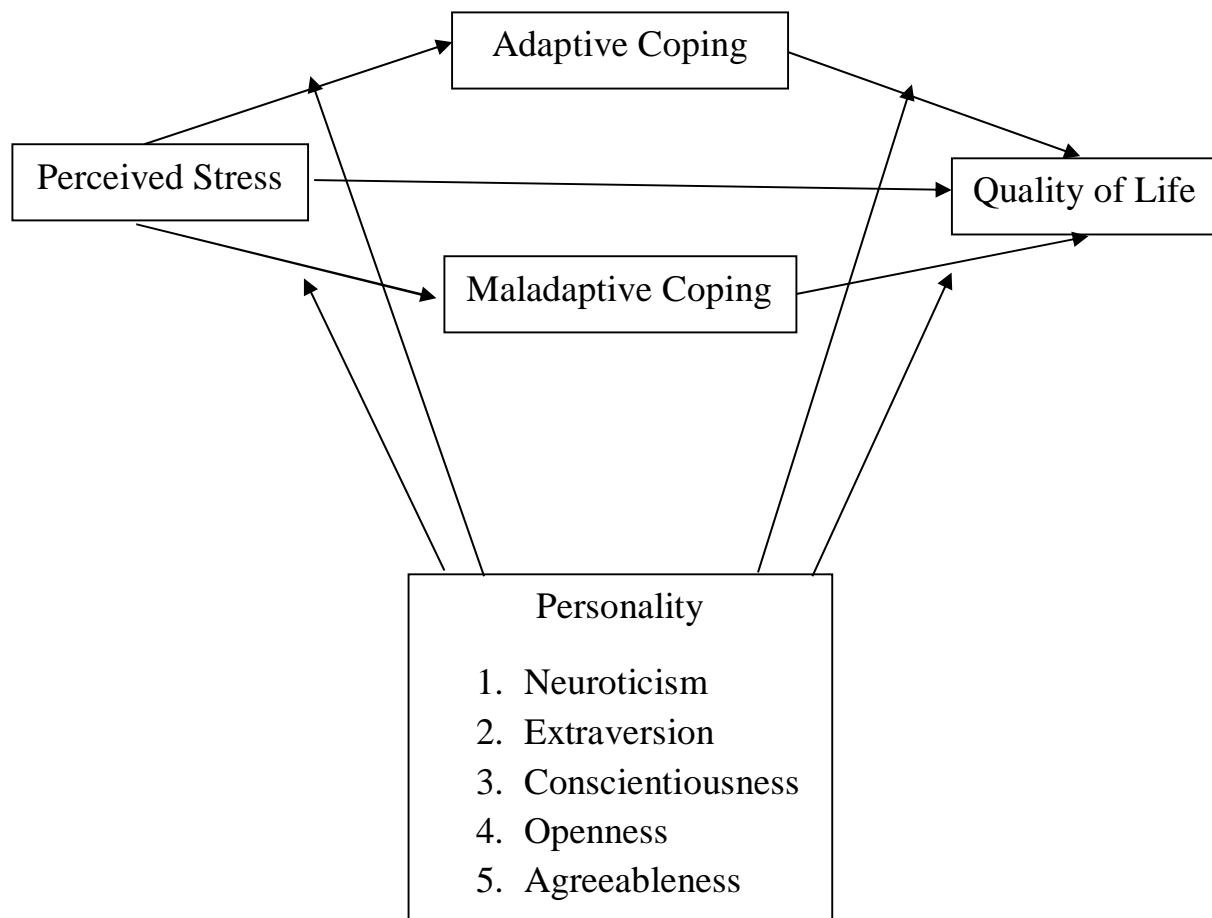 Adaptive Coping
Perceived Stress
Quality of Life
Maladaptive Coping
Personality
1. Neuroticism
2. Extraversion
3. Conscientiousness
4. Openness
5. Agreeableness